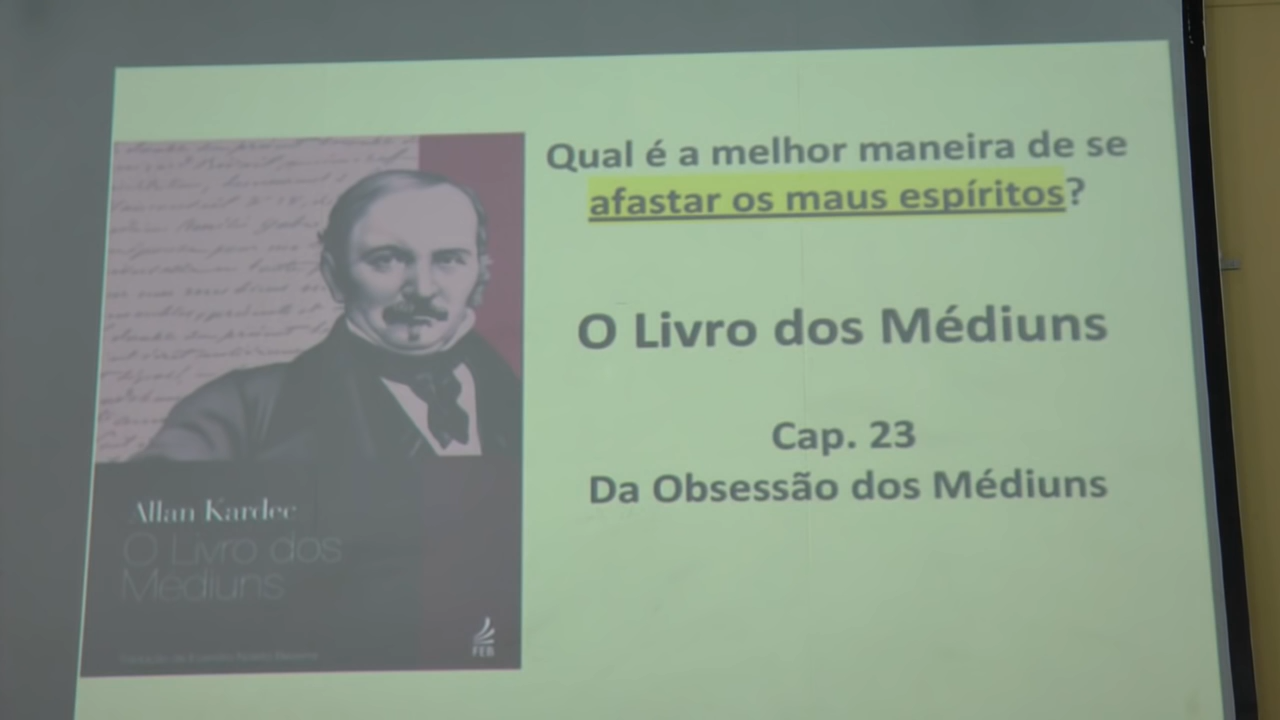 Qual é a melhor maneira de se
afastar os maus espíritos?
O Livro dos Médiuns
Cap. 23
Da Obsessão dos Médiuns
Allan Kardec
O Livro dos
Médiuns
FEB